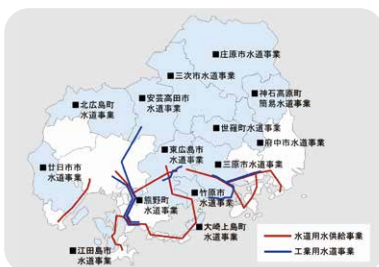 ■庄原市水道事業
■三次市水道事業
■安芸高田市
水道事業
■北広島町
水道事業
■神石高原町
簡易水道事業
■世羅町水道事業
■府中市水道事業
■東広島市
水道事業
■三原市水道事業
■廿日市市
水道事業
■熊野町
水道事業
■竹原市
水道事業
■大崎上島町
水道事業
■江田島市
水道事業
水道用水供給事業
工業用水道事業